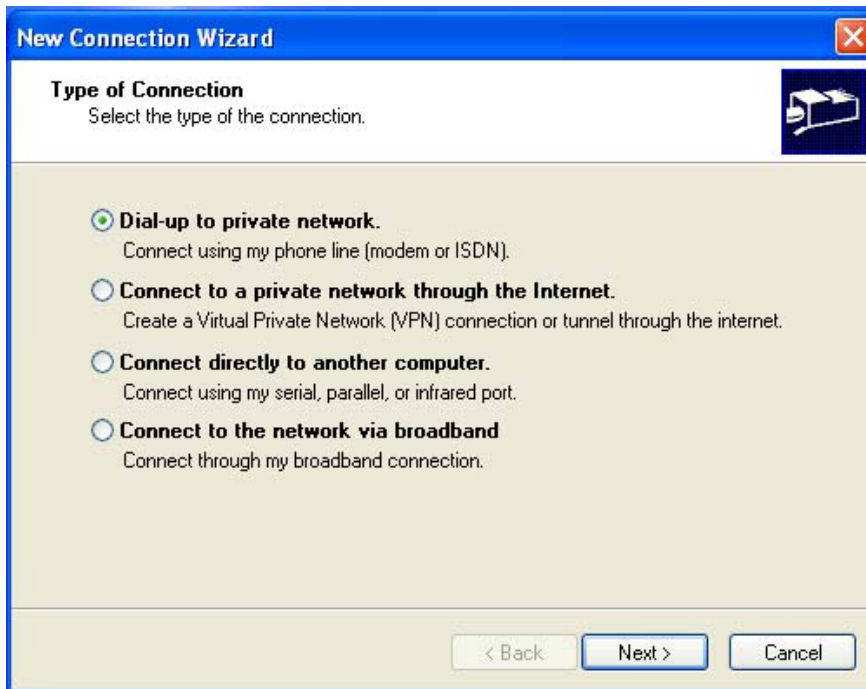 New Connection Wizard
Type of Connection
Select the type of the connection.
Dial-up to private network.
Connect using my phone line (modem or ISDN).
Connect to a private network through the Internet.
Create a Virtual Private Network (VPN) connection or tunnel through the internet.
Connect directly to another computer.
Connect using my serial, parallel, or infrared port.
Connect to the network via broadband
Connect through my broadband connection.
< Back Next > Cancel